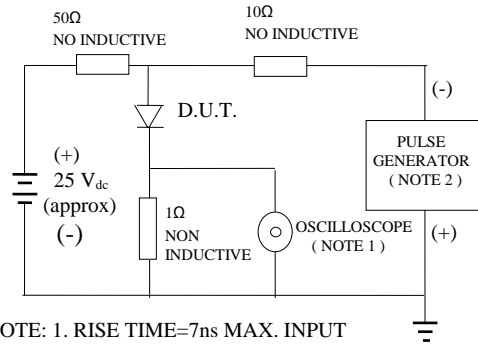 50Ω
NO INDUCTIVE
10Ω
NO INDUCTIVE
D.U.T.
(-)
PULSE
GENERATOR
( NOTE 2 )
(+)
25 Vdc
(approx)
(-)
1Ω
NON
INDUCTIVE
OSCILLOSCOPE
( NOTE 1 )
(+)
OTE: 1. RISE TIME=7ns MAX. INPUT